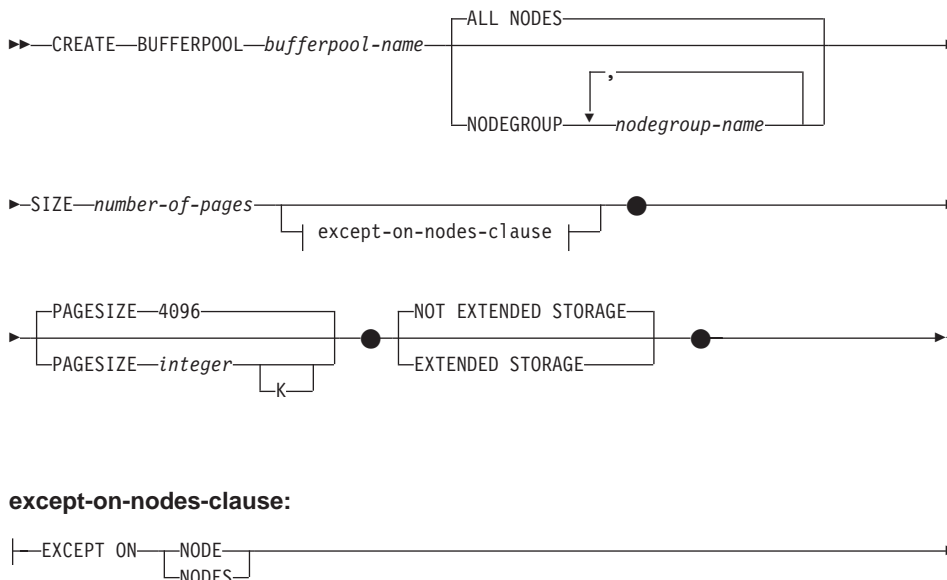 ALL NODES
CREATE BUFFERPOOL bufferpool-name
,
NODEGROUP nodegroup-name
SIZE number-of-pages
except-on-nodes-clause
PAGESIZE 4096 NOT EXTENDED STORAGE
PAGESIZE integer EXTENDED STORAGE
K
except-on-nodes-clause:
EXCEPT ON NODE
NODES